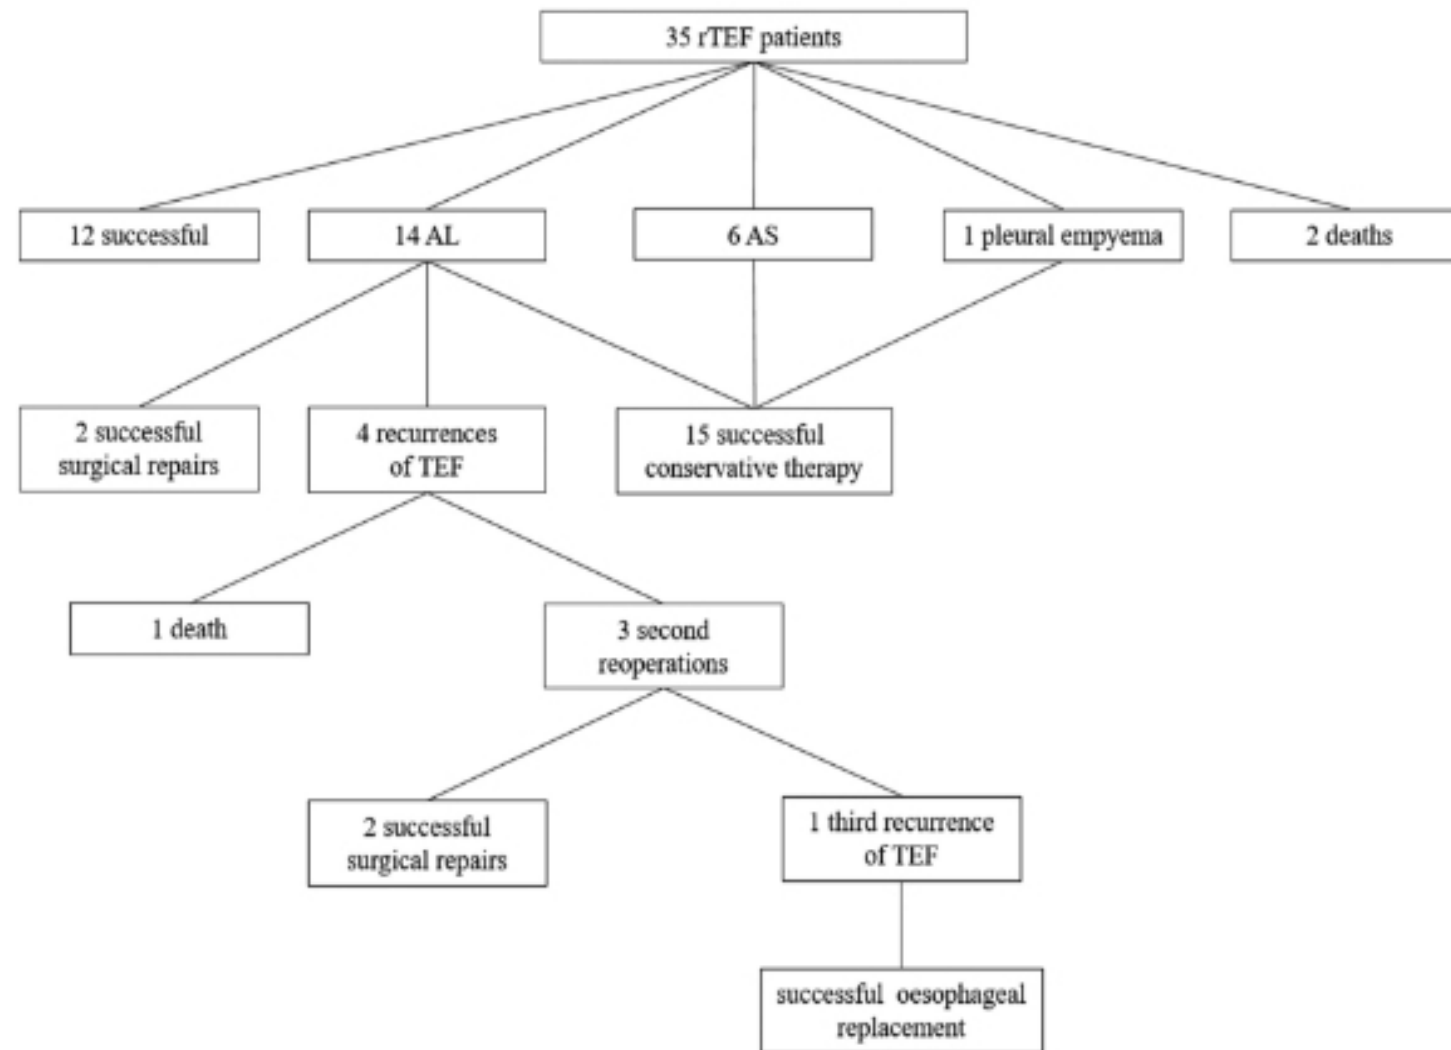 35 rTEF patients
12 successful
14 AL
6 AS
1 pleural empyema
2 deaths
2 successful
surgical repairs
4 recurrences
of TEF
15 successful
conservative therapy
1 death
3 second
reoperations
2 successful
surgical repairs
1 third recurrence
of TEF
successful oesophageal
replacement